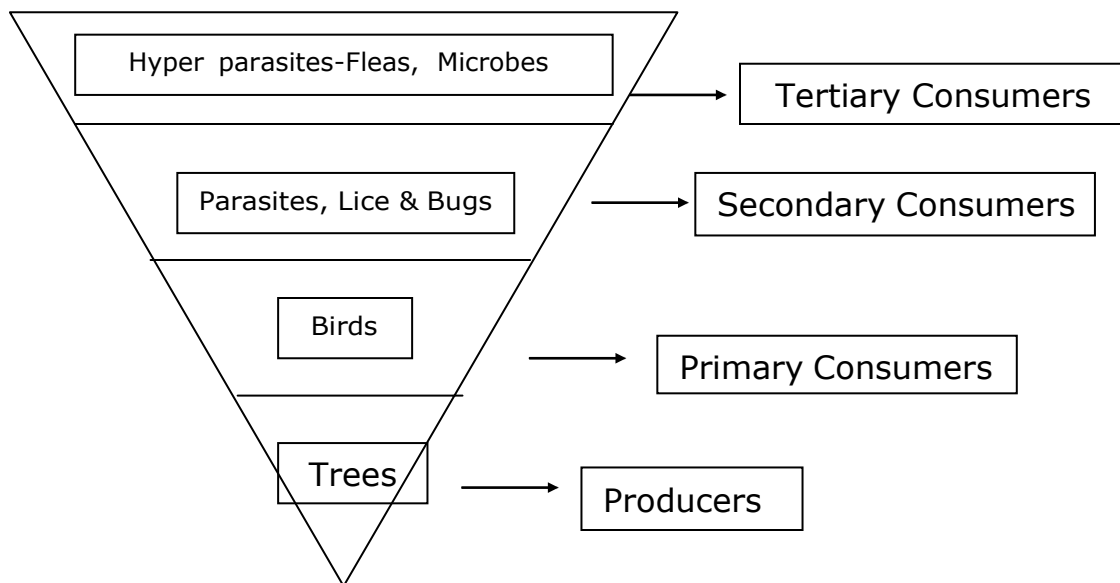 Hyper parasites-Fleas, Microbes
Tertiary Consumers
Parasites, Lice & Bugs
Secondary Consumers
Birds
Primary Consumers
Trees
Producers